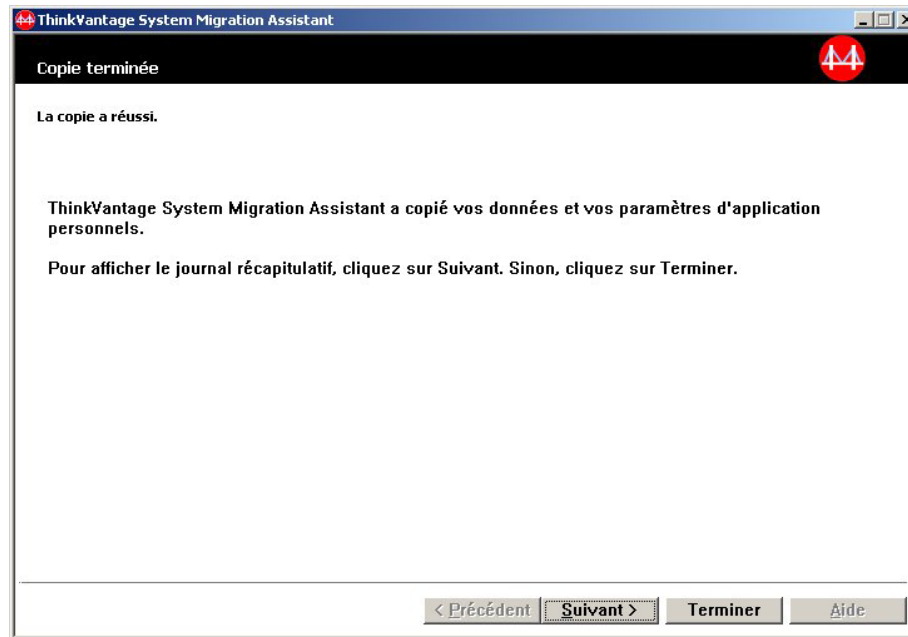 ThinkVantage System Migration Assistant
Copie terminée
La copie a réussi.
ThinkVantage System Migration Assistant a copié vos données et vos paramètres d'application
personnels.
Pour afficher le journal récapitulatif, cliquez sur Suivant. Sinon, cliquez sur Terminer.
< Précédent Suivant > Terminer Aide